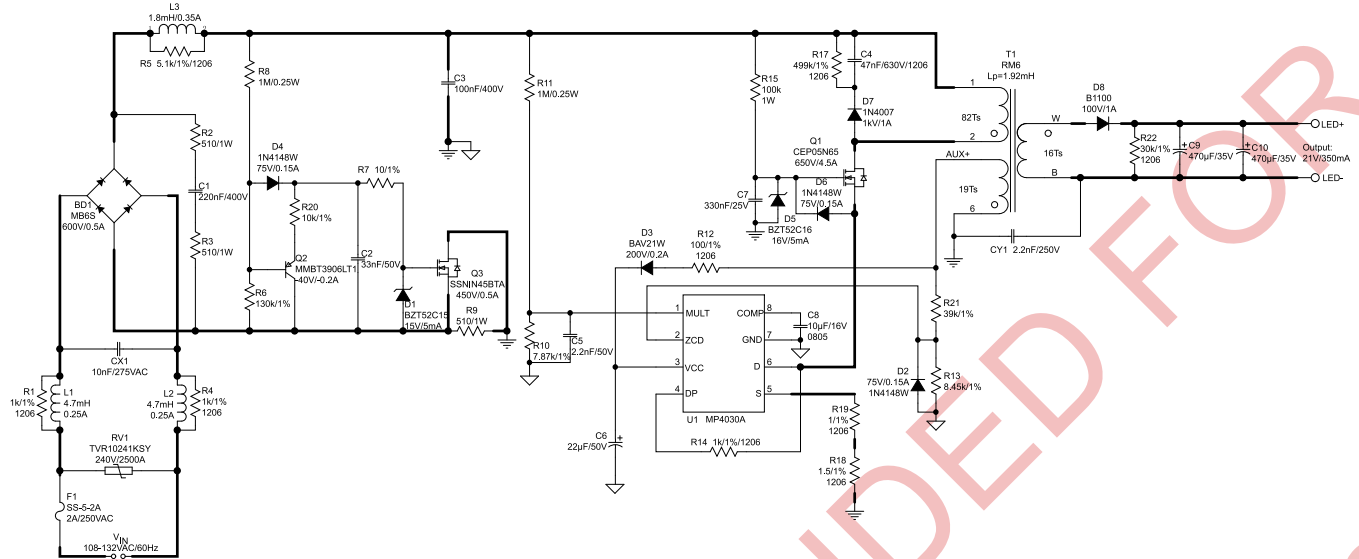 L3
1.8mH/0.35A
R5 5.1k/1%/1206
R8
1M/0.25W
C3
100nF/400V
R11
1M/0.25W
R15
100k
1W
R17
499k/1%
1206
C4
47nF/630V/1206
D7
1N4007
1kV/1A
T1
RM6
Lp=1.92mH
1
82Ts
2
AUX+
19Ts
6
W
16Ts
B
D8
B1100
100V/1A
R22
30k/1%
1206
+
C9
470µF/35V
+
C10
470µF/35V
LED+
Output:
21V/350mA
LED-
CY1 2.2nF/250V
R2
510/1W
C1
220nF/400V
R3
510/1W
BD1
MB6S
600V/0.5A
D4
1N4148W
75V/0.15A
R7 10/1%
R20
10k/1%
Q2
MMBT3906LT1
-40V/-0.2A
C2
33nF/50V
R6
130k/1%
D1
BZT52C15
15V/5mA
Q3
SSNIN45BTA
450V/0.5A
R9
510/1W
Q1
CEP05N65
650V/4.5A
D6
1N4148W
75V/0.15A
C7
330nF/25V
D5
BZT52C16
16V/5mA
D3
BAV21W
200V/0.2A
R12
100/1%
1206
R10
7.87k/1%
C5
2.2nF/50V
1
MULT
2
ZCD
3
VCC
4
DP
COMP
8
GND
7
D
6
S
5
U1 MP4030A
C8
10µF/16V
0805
R21
39k/1%
D2
75V/0.15A
1N4148W
R13
8.45k/1%
R14 1k/1%/1206
R19
1/1%
1206
R18
1.5/1%
1206
C6
+
22µF/50V
CX1
10nF/275VAC
R1
1k/1%
1206
L1
4.7mH
0.25A
L2
4.7mH
0.25A
R4
1k/1%
1206
RV1
TVR10241KSY
240V/2500A
F1
SS-5-2A
2A/250VAC
VIN
108-132VAC/60Hz
NDED FOR